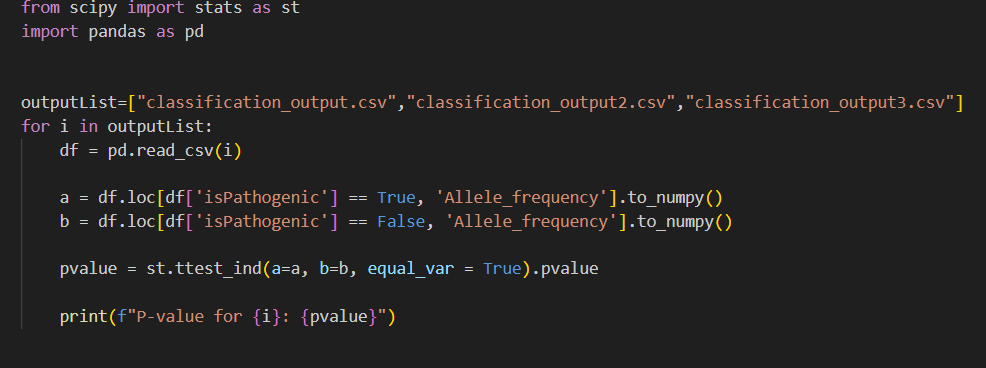 from scipy import stats as st
import pandas as pd
outputList=["classification_output.csv","classification_output2.csv","classification_output3.csv"]
for i in outputList:
    df = pd.read_csv(i)
    a = df.loc[df['isPathogenic'] == True, 'Allele_frequency'].to_numpy()
    b = df.loc[df['isPathogenic'] == False, 'Allele_frequency'].to_numpy()
    pvalue = st.ttest_ind(a=a, b=b, equal_var = True).pvalue
    print(f"P-value for {i}: {pvalue}")